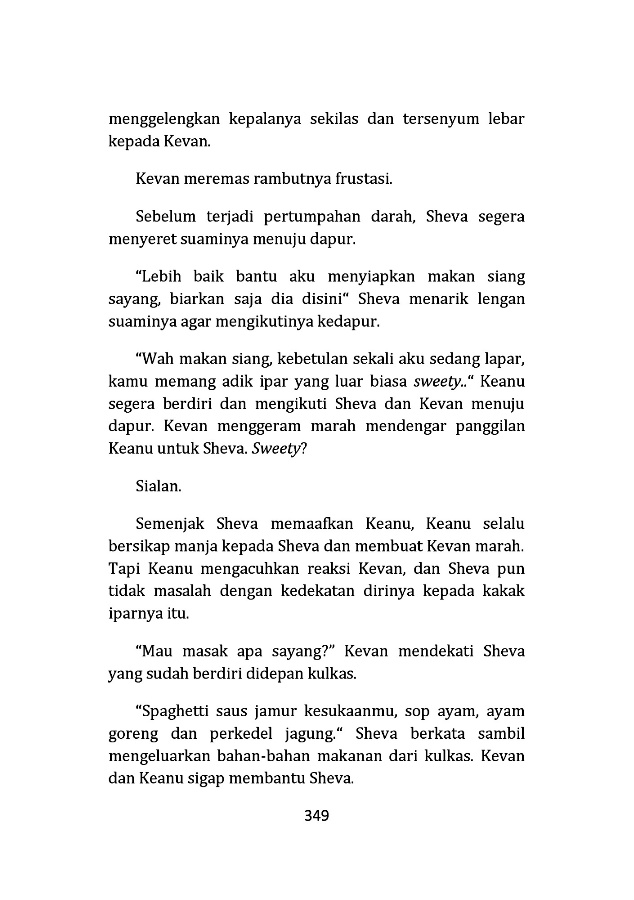 menggelengkan kepalanya sekilas dan tersenyum lebar
kepada Kevan.
Kevan meremas rambutnya frustasi.
Sebelum terjadi pertumpahan darah, Sheva segera
menyeret suaminya menuju dapur.
“Lebih baik bantu aku menyiapkan makan siang
sayang, biarkan saja dia disini“ Sheva menarik lengan
suaminya agar mengikutinya kedapur.
“Wah makan siang, kebetulan sekali aku sedang lapar,
kamu memang adik ipar yang luar biasa sweety..“ Keanu
segera berdiri dan mengikuti Sheva dan Kevan menuju
dapur. Kevan menggeram marah mendengar panggilan
Keanu untuk Sheva. Sweety?
Sialan.
Semenjak Sheva memaafkan Keanu, Keanu selalu
bersikap manja kepada Sheva dan membuat Kevan marah.
Tapi Keanu mengacuhkan reaksi Kevan, dan Sheva pun
tidak masalah dengan kedekatan dirinya kepada kakak
iparnya itu.
“Mau masak apa sayang?” Kevan mendekati Sheva
yang sudah berdiri didepan kulkas.
“Spaghetti saus jamur kesukaanmu, sop ayam, ayam
goreng dan perkedel jagung.“ Sheva berkata sambil
mengeluarkan bahan-bahan makanan dari kulkas. Kevan
dan Keanu sigap membantu Sheva.
349